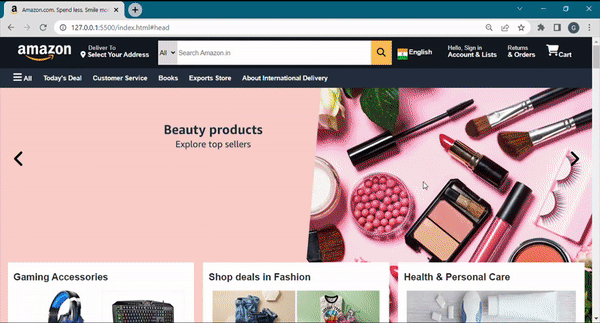 Amazon.com. Spend less. Smile mor
127.0.0.1:5500/index.html#head
G
amazon
Deliver To
Select Your Address
All
Search Amazon.in
English
Hello, Sign in
Account & Lists
Returns
& Orders
Cart
All
Today's Deal
Customer Service
Books
Exports Store
About International Delivery
Beauty products
Explore top sellers
Gaming Accessories
Shop deals in Fashion
Health & Personal Care